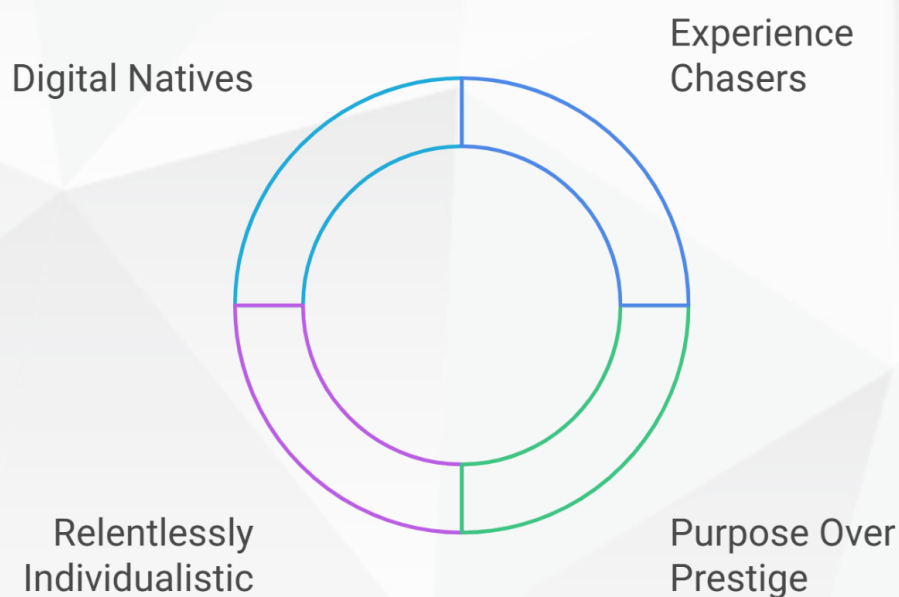 Digital Natives
Experience
Chasers
Relentlessly
Individualistic
Purpose Over
Prestige